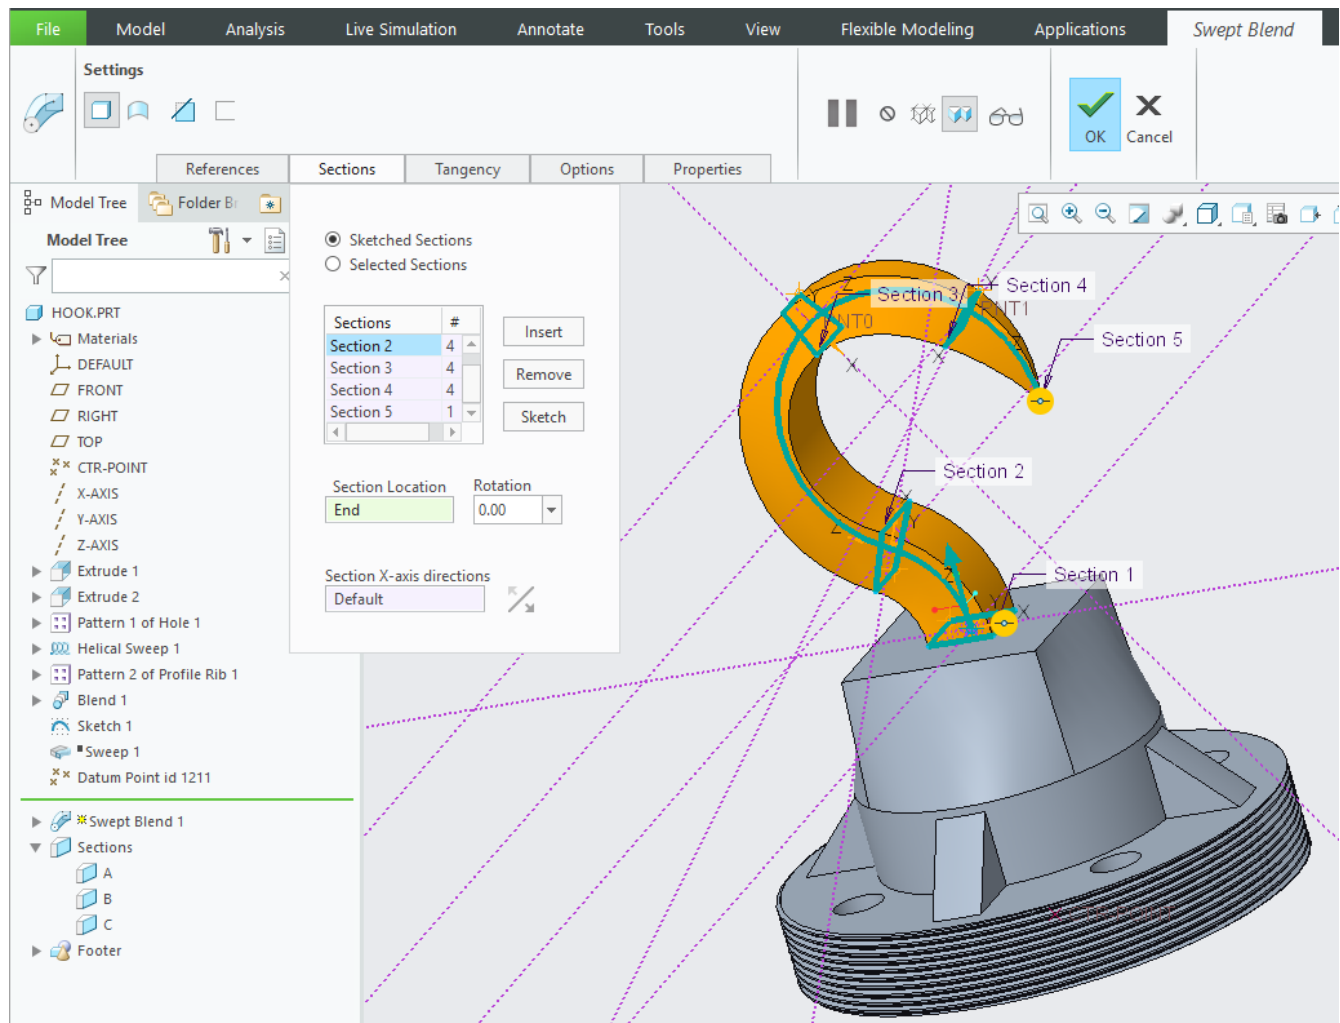 File Model Analysis Live Simulation Annotate Tools View Flexible Modeling Applications Swept Blend
Settings
OK Cancel
References Sections Tangency Options Properties
Model Tree Folder Br
Model Tree
HOOK.PRT
Materials
DEFAULT
FRONT
RIGHT
TOP
CTR-POINT
X-AXIS
Y-AXIS
Z-AXIS
Extrude 1
Extrude 2
Pattern 1 of Hole 1
Helical Sweep 1
Pattern 2 of Profile Rib 1
Blend 1
Sketch 1
Sweep 1
Datum Point id 1211
Swept Blend 1
Sections
A
B
C
Footer
Sketched Sections
Selected Sections
Sections #
Section 2 4
Section 3 4
Section 4 4
Section 5 1
Insert
Remove
Sketch
Section Location Rotation
End 0.00
Section X-axis directions
Default
Section 3
Section 4
PNT1
Section 5
Section 2
Section 1
X
Y
Z